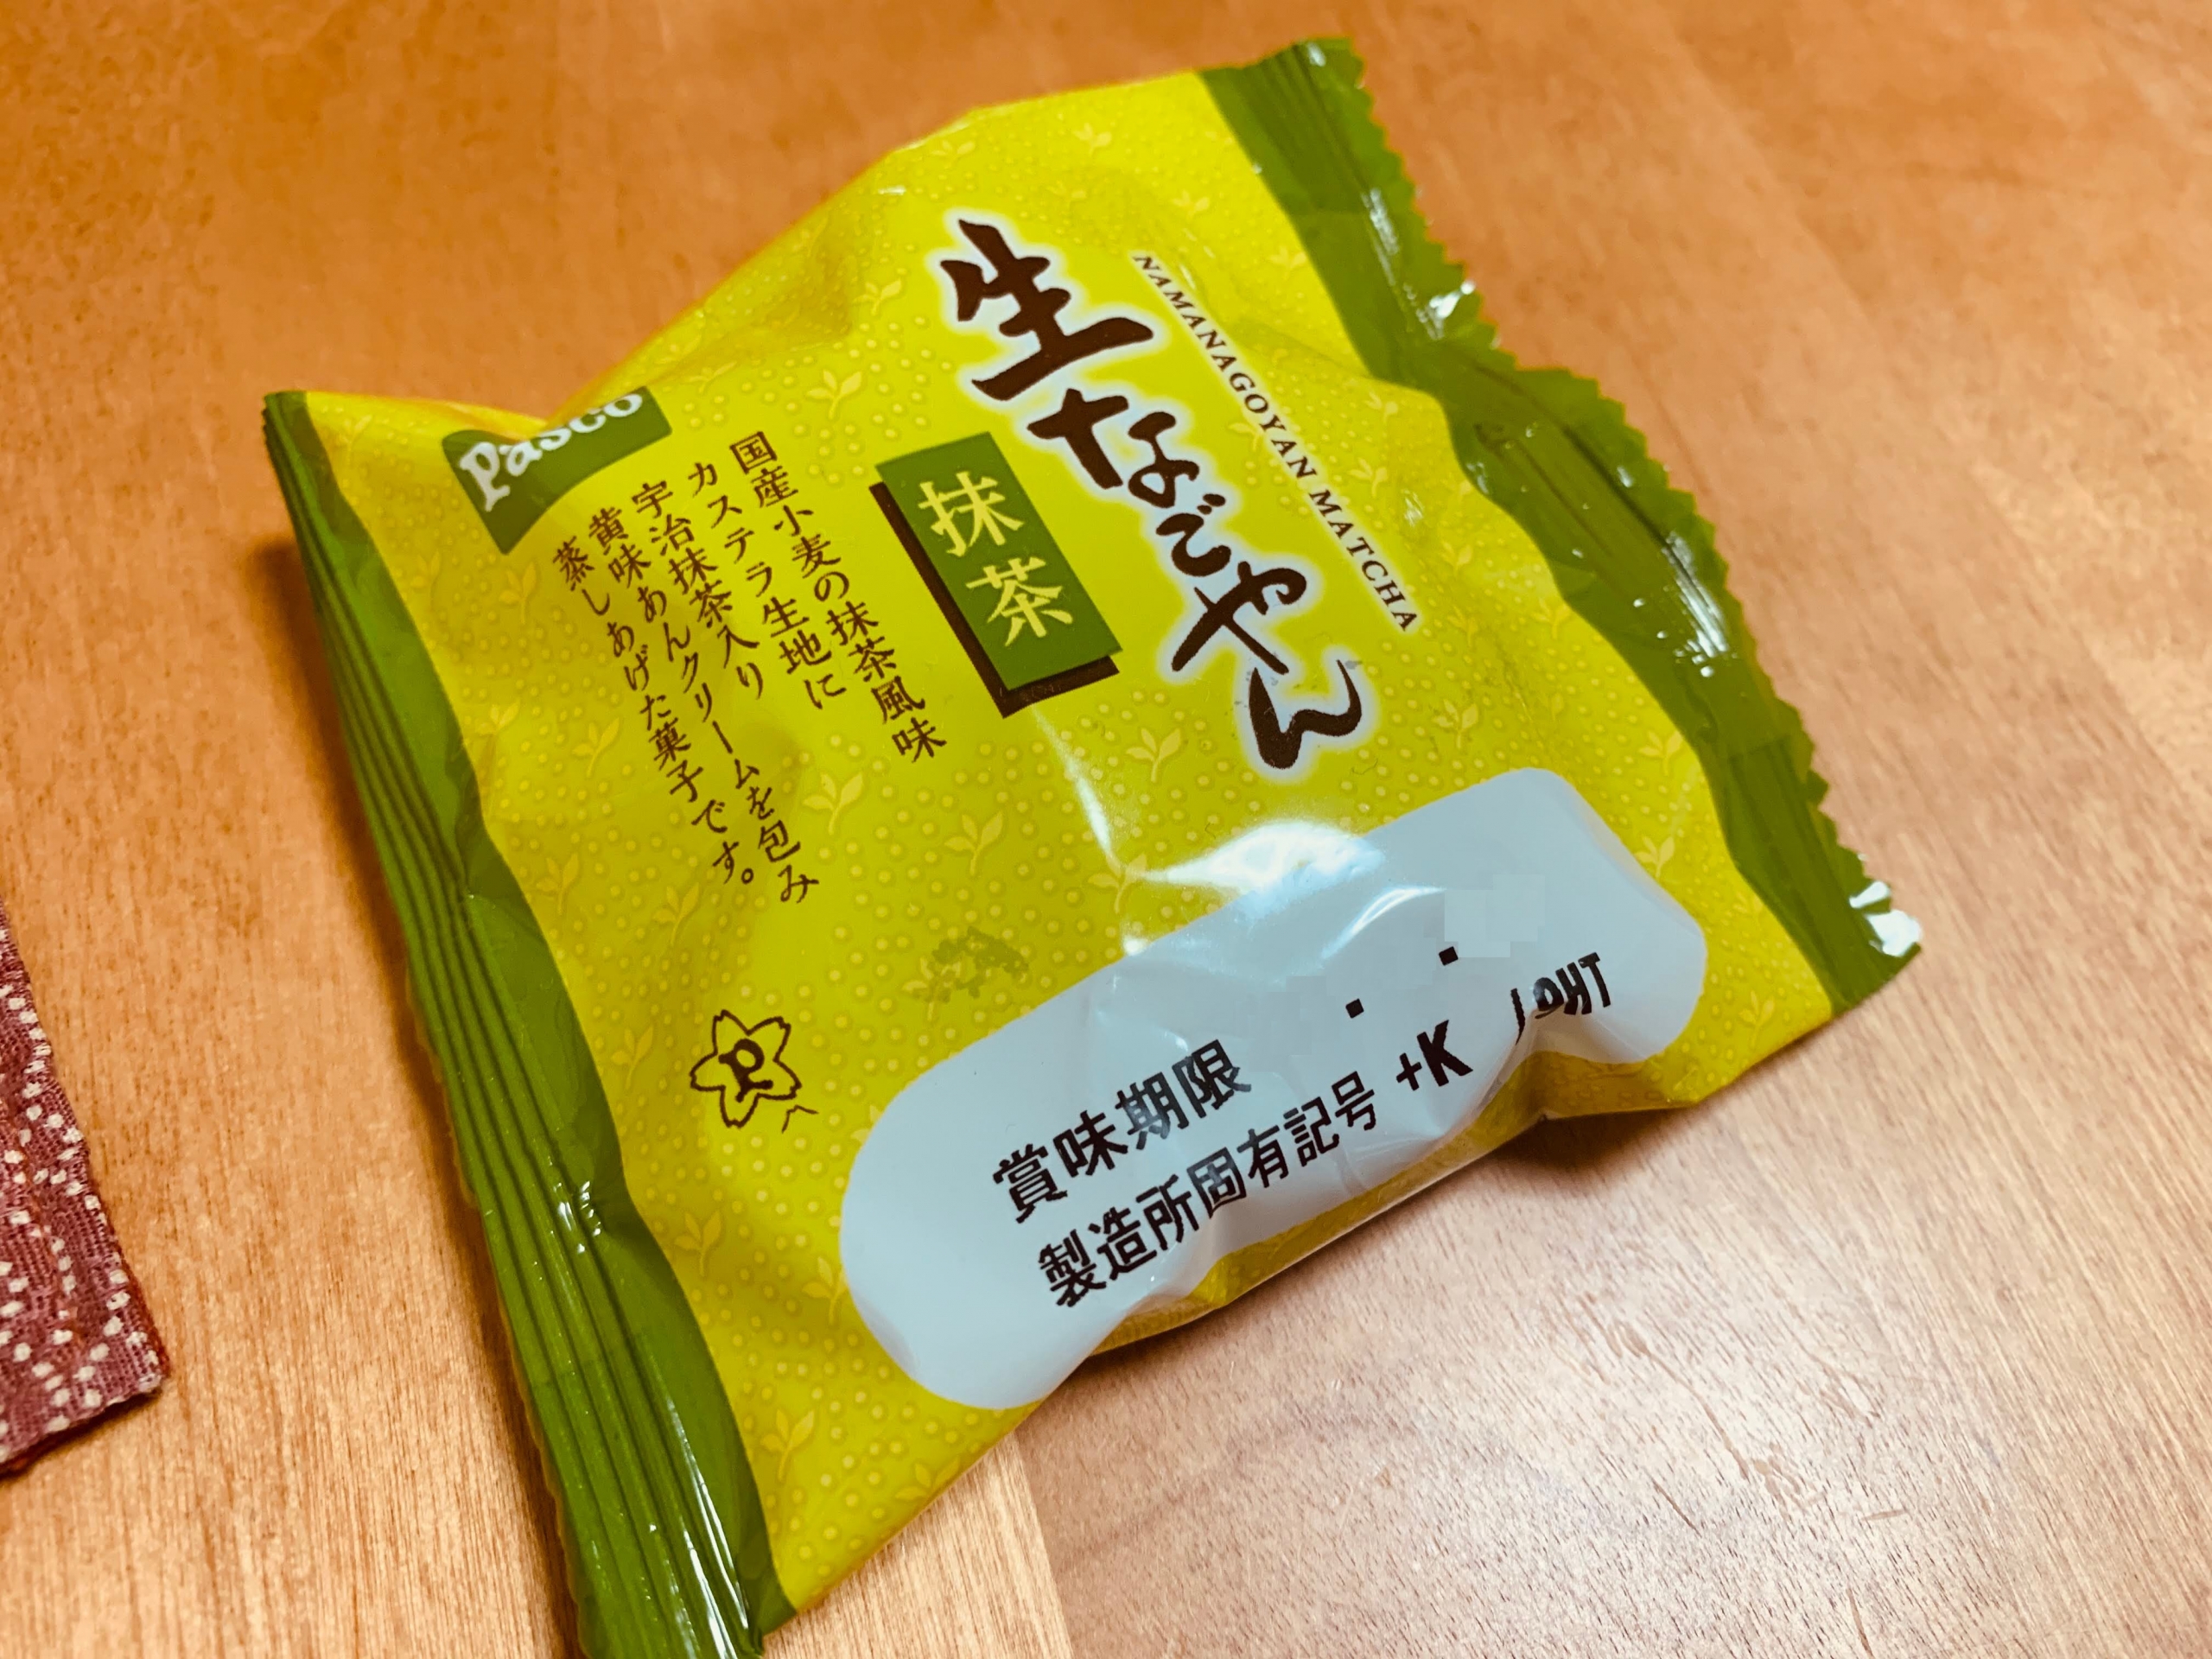 NAMANAGOYAN MATCHA
生なごやん
抹茶
国産小麦の抹茶風味
カステラ生地に
宇治抹茶入り
黄味あんクリームを包み
蒸しあげた菓子です。
Pasco
P
賞味期限 . .
製造所固有記号 +K